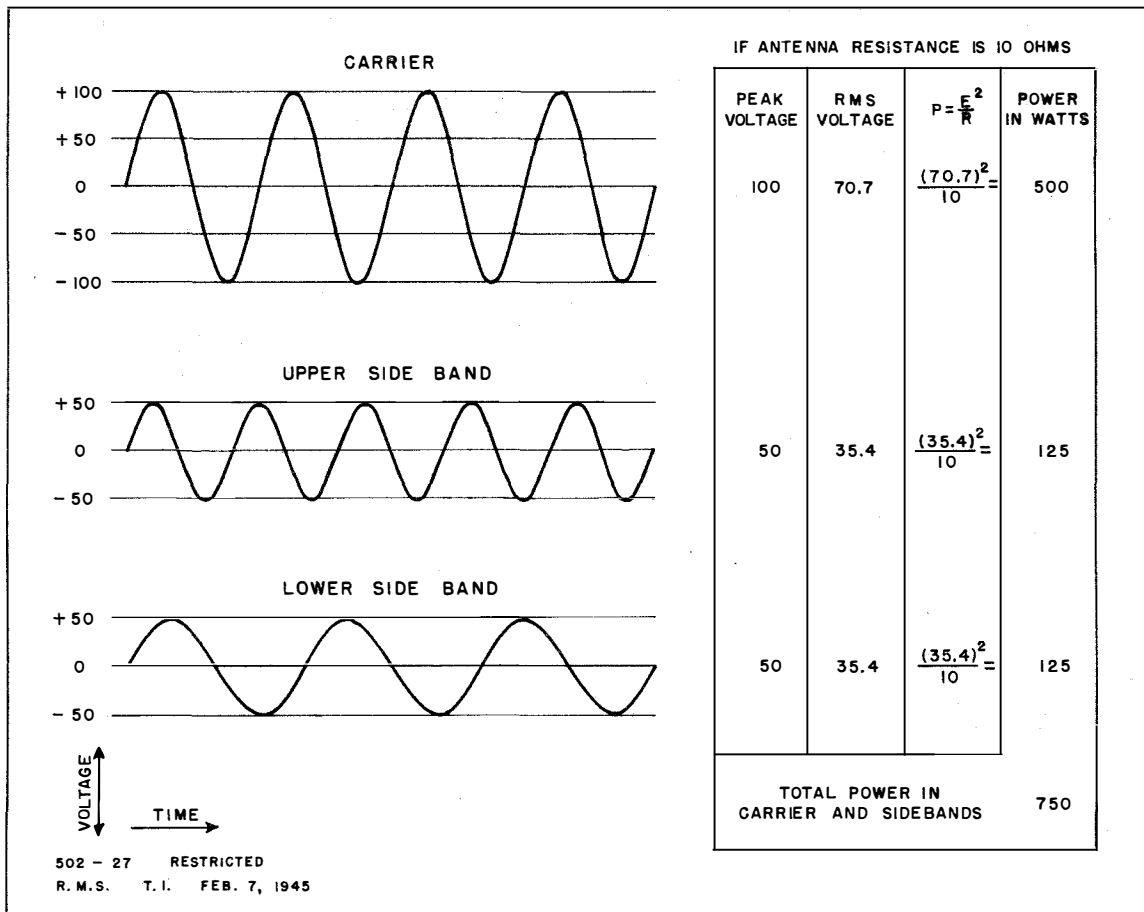 CARRIER
+ 100
+ 50
0
- 50
- 100
UPPER SIDE BAND
+ 50
0
- 50
LOWER SIDE BAND
+ 50
0
- 50
VOLTAGE
TIME
502 - 27 RESTRICTED
R.M.S. T.I. FEB. 7, 1945
IF ANTENNA RESISTANCE IS 10 OHMS
PEAK VOLTAGE RMS VOLTAGE P = E²/R POWER IN WATTS
100 70.7 (70.7)²/10 = 500
50 35.4 (35.4)²/10 = 125
50 35.4 (35.4)²/10 = 125
TOTAL POWER IN
CARRIER AND SIDEBANDS 750